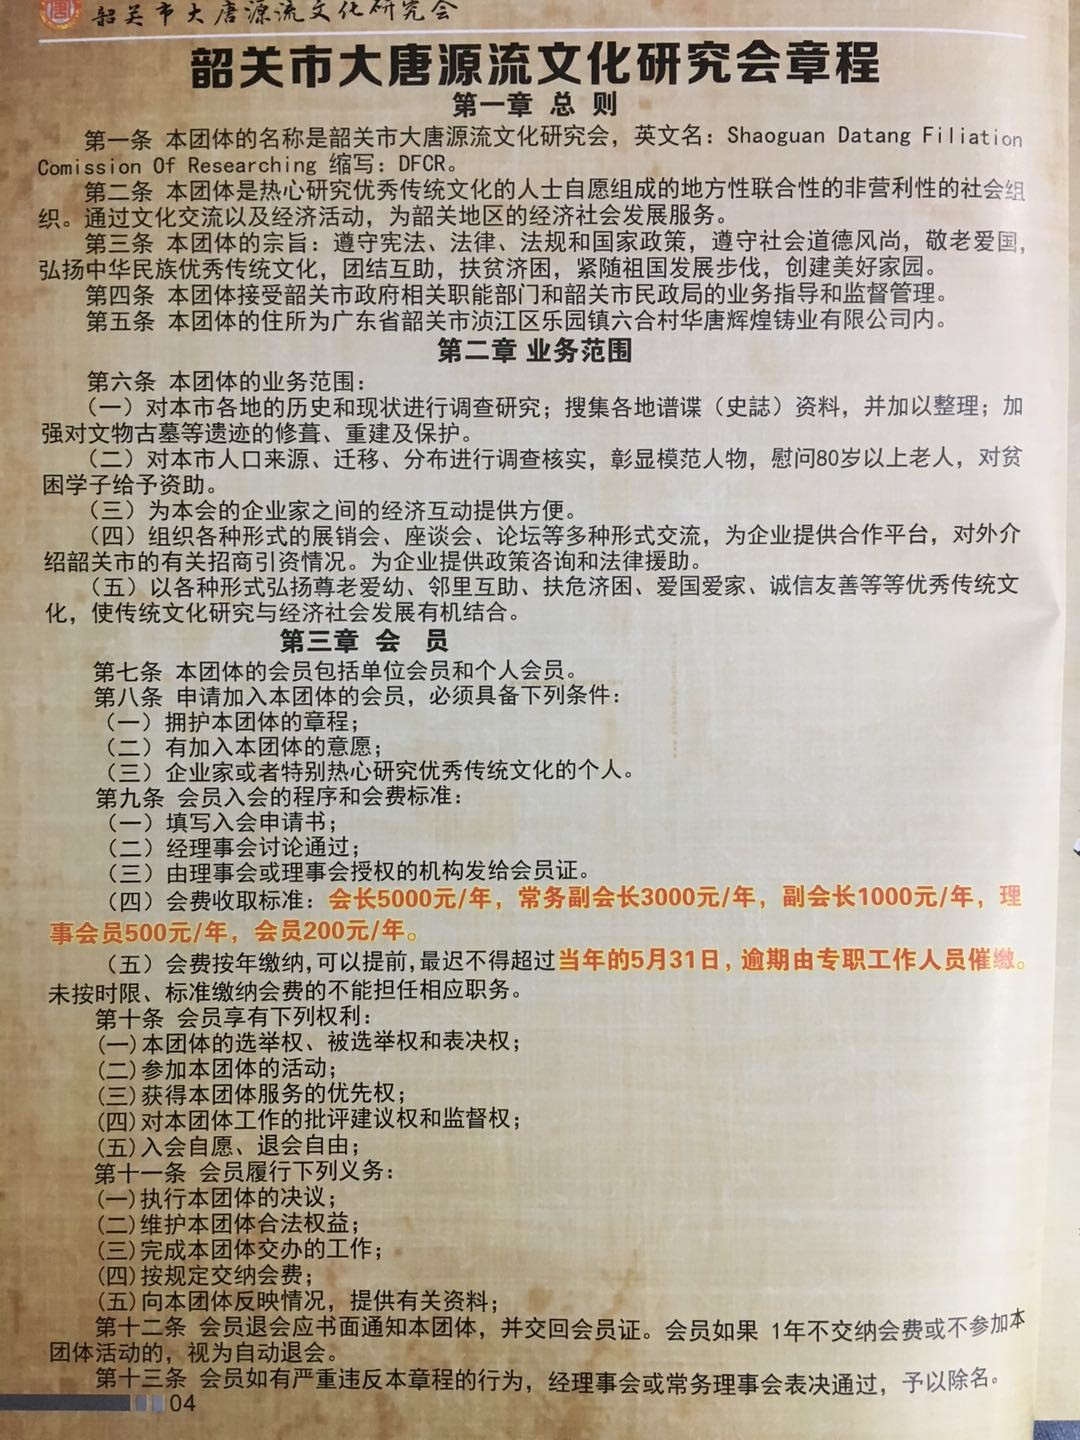 韶关市大唐源流文化研究会
韶关市大唐源流文化研究会章程
第一章 总 则
第一条 本团体的名称是韶关市大唐源流文化研究会，英文名：Shaoguan Datang Filiation
Comission Of Researching 缩写：DFCR。
第二条 本团体是热心研究优秀传统文化的人士自愿组成的地方性联合性的非营利性的社会组
织。通过文化交流以及经济活动，为韶关地区的经济社会发展服务。
第三条 本团体的宗旨：遵守宪法、法律、法规和国家政策，遵守社会道德风尚，敬老爱国，
弘扬中华民族优秀传统文化，团结互助，扶贫济困，紧随祖国发展步伐，创建美好家园。
第四条 本团体接受韶关市政府相关职能部门和韶关市民政局的业务指导和监督管理。
第五条 本团体的住所为广东省韶关市浈江区乐园镇六合村华唐辉煌铸业有限公司内。
第二章 业务范围
第六条 本团体的业务范围：
（一）对本市各地的历史和现状进行调查研究；搜集各地谱谍（史誌）资料，并加以整理；加
强对文物古墓等遗迹的修葺、重建及保护。
（二）对本市人口来源、迁移、分布进行调查核实，彰显模范人物，慰问80岁以上老人，对贫
困学子给予资助。
（三）为本会的企业家之间的经济互动提供方便。
（四）组织各种形式的展销会、座谈会、论坛等多种形式交流，为企业提供合作平台，对外介
绍韶关市的有关招商引资情况。为企业提供政策咨询和法律援助。
（五）以各种形式弘扬尊老爱幼、邻里互助、扶危济困、爱国爱家、诚信友善等等优秀传统文
化，使传统文化研究与经济社会发展有机结合。
第三章 会 员
第七条 本团体的会员包括单位会员和个人会员。
第八条 申请加入本团体的会员，必须具备下列条件：
（一）拥护本团体的章程；
（二）有加入本团体的意愿；
（三）企业家或者特别热心研究优秀传统文化的个人。
第九条 会员入会的程序和会费标准：
（一）填写入会申请书；
（二）经理事会讨论通过；
（三）由理事会或理事会授权的机构发给会员证。
（四）会费收取标准：会长5000元/年，常务副会长3000元/年，副会长1000元/年，理
事会员500元/年，会员200元/年。
（五）会费按年缴纳,可以提前,最迟不得超过当年的5月31日,逾期由专职工作人员催缴。
未按时限、标准缴纳会费的不能担任相应职务。
第十条 会员享有下列权利：
(一)本团体的选举权、被选举权和表决权；
(二)参加本团体的活动；
(三)获得本团体服务的优先权；
(四)对本团体工作的批评建议权和监督权；
(五)入会自愿、退会自由；
第十一条 会员履行下列义务：
(一)执行本团体的决议；
(二)维护本团体合法权益；
(三)完成本团体交办的工作；
(四)按规定交纳会费；
(五)向本团体反映情况，提供有关资料；
第十二条 会员退会应书面通知本团体，并交回会员证。会员如果 1年不交纳会费或不参加本
团体活动的，视为自动退会。
第十三条 会员如有严重违反本章程的行为，经理事会或常务理事会表决通过，予以除名。
04